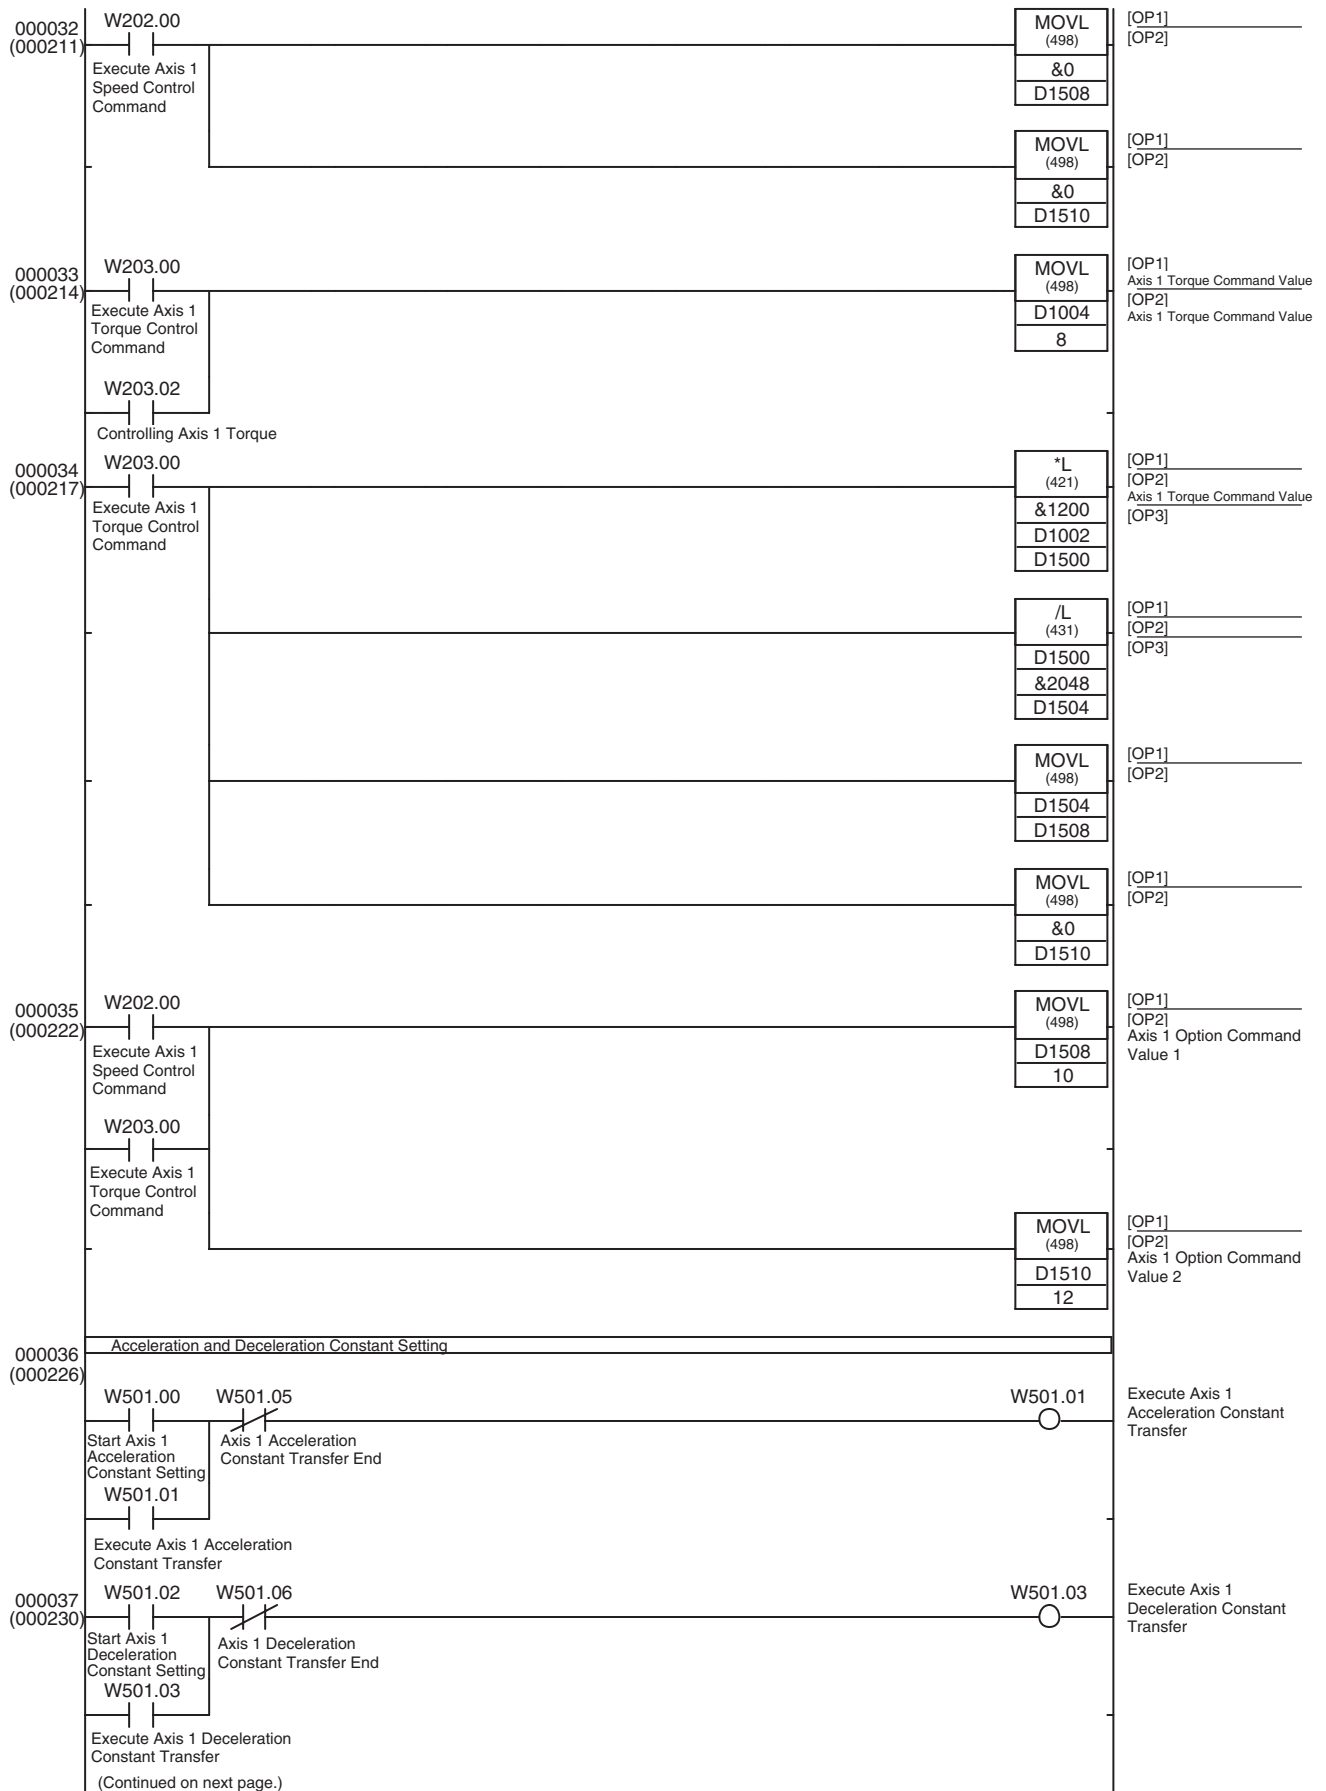 000032
(000211)
W202.00
Execute Axis 1
Speed Control
Command
MOVL
(498)
&0
D1508
[OP1]
[OP2]
MOVL
(498)
&0
D1510
[OP1]
[OP2]
000033
(000214)
W203.00
Execute Axis 1
Torque Control
Command
W203.02
Controlling Axis 1 Torque
MOVL
(498)
D1004
8
[OP1]
Axis 1 Torque Command Value
[OP2]
Axis 1 Torque Command Value
000034
(000217)
W203.00
Execute Axis 1
Torque Control
Command
*L
(421)
&1200
D1002
D1500
[OP1]
[OP2]
Axis 1 Torque Command Value
[OP3]
/L
(431)
D1500
&2048
D1504
[OP1]
[OP2]
[OP3]
MOVL
(498)
D1504
D1508
[OP1]
[OP2]
MOVL
(498)
&0
D1510
[OP1]
[OP2]
000035
(000222)
W202.00
Execute Axis 1
Speed Control
Command
W203.00
Execute Axis 1
Torque Control
Command
MOVL
(498)
D1508
10
[OP1]
[OP2]
Axis 1 Option Command
Value 1
MOVL
(498)
D1510
12
[OP1]
[OP2]
Axis 1 Option Command
Value 2
000036
(000226)
Acceleration and Deceleration Constant Setting
W501.00
Start Axis 1
Acceleration
Constant Setting
W501.01
Execute Axis 1 Acceleration
Constant Transfer
W501.05
Axis 1 Acceleration
Constant Transfer End
W501.01
Execute Axis 1
Acceleration Constant
Transfer
000037
(000230)
W501.02
Start Axis 1
Deceleration
Constant Setting
W501.03
Execute Axis 1 Deceleration
Constant Transfer
W501.06
Axis 1 Deceleration
Constant Transfer End
W501.03
Execute Axis 1
Deceleration Constant
Transfer
(Continued on next page.)